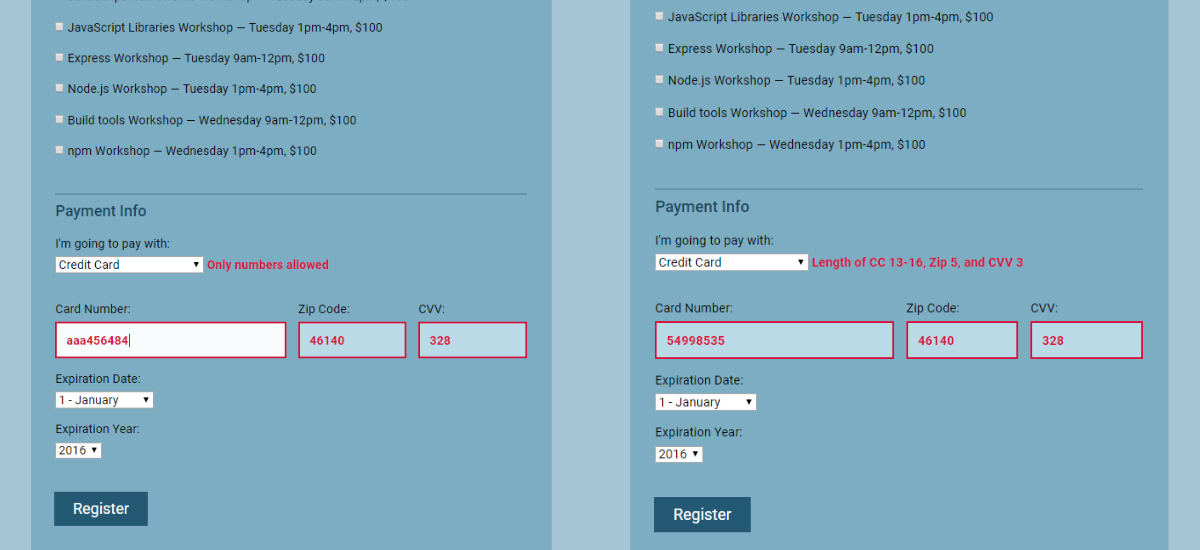 JavaScript Libraries Workshop — Tuesday 1pm-4pm, $100
Express Workshop — Tuesday 9am-12pm, $100
Node.js Workshop — Tuesday 1pm-4pm, $100
Build tools Workshop — Wednesday 9am-12pm, $100
npm Workshop — Wednesday 1pm-4pm, $100
Payment Info
I'm going to pay with:
Credit Card Only numbers allowed
Card Number: Zip Code: CVV:
aaa456484 46140 328
Expiration Date:
1 - January
Expiration Year:
2016
Register
JavaScript Libraries Workshop — Tuesday 1pm-4pm, $100
Express Workshop — Tuesday 9am-12pm, $100
Node.js Workshop — Tuesday 1pm-4pm, $100
Build tools Workshop — Wednesday 9am-12pm, $100
npm Workshop — Wednesday 1pm-4pm, $100
Payment Info
I'm going to pay with:
Credit Card Length of CC 13-16, Zip 5, and CVV 3
Card Number: Zip Code: CVV:
54998535 46140 328
Expiration Date:
1 - January
Expiration Year:
2016
Register